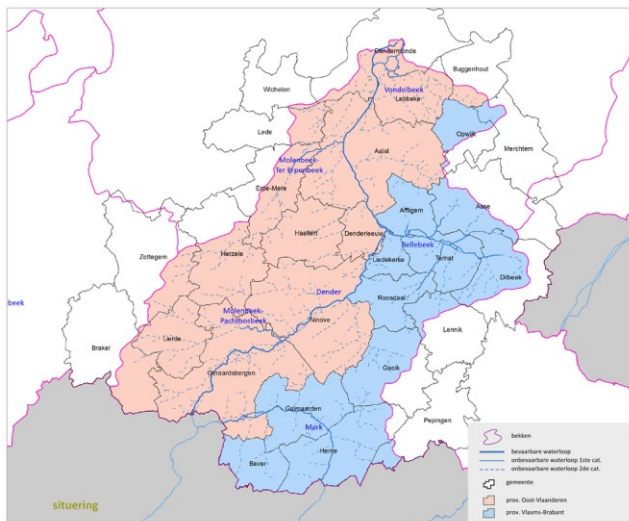 Dendermonde
Buggenhout
Wichelen
Vondelbeek
Lebbeke
Lede
Opwijk
Merchtem
Aalst
Molenbeek-
Ter Erpenbeek
Erpe-Mere
Affligem
Asse
Haaltert
Denderleeuw
Bellebeek
Zottegem
Herzele
Liedekerke
Ternat
Dilbeek
beek
Dender
Roosdaal
Molenbeek-
Pachtbosbeek
Ninove
Lennik
Brakel
Lierde
Gooik
Geraardsbergen
Galmaarden
Pepingen
Mark
Herne
Bever
situering
bekken
bevaarbare waterloop
onbevaarbare waterloop 1ste cat.
onbevaarbare waterloop 2de cat.
gemeente
prov. Oost-Vlaanderen
prov. Vlaams-Brabant